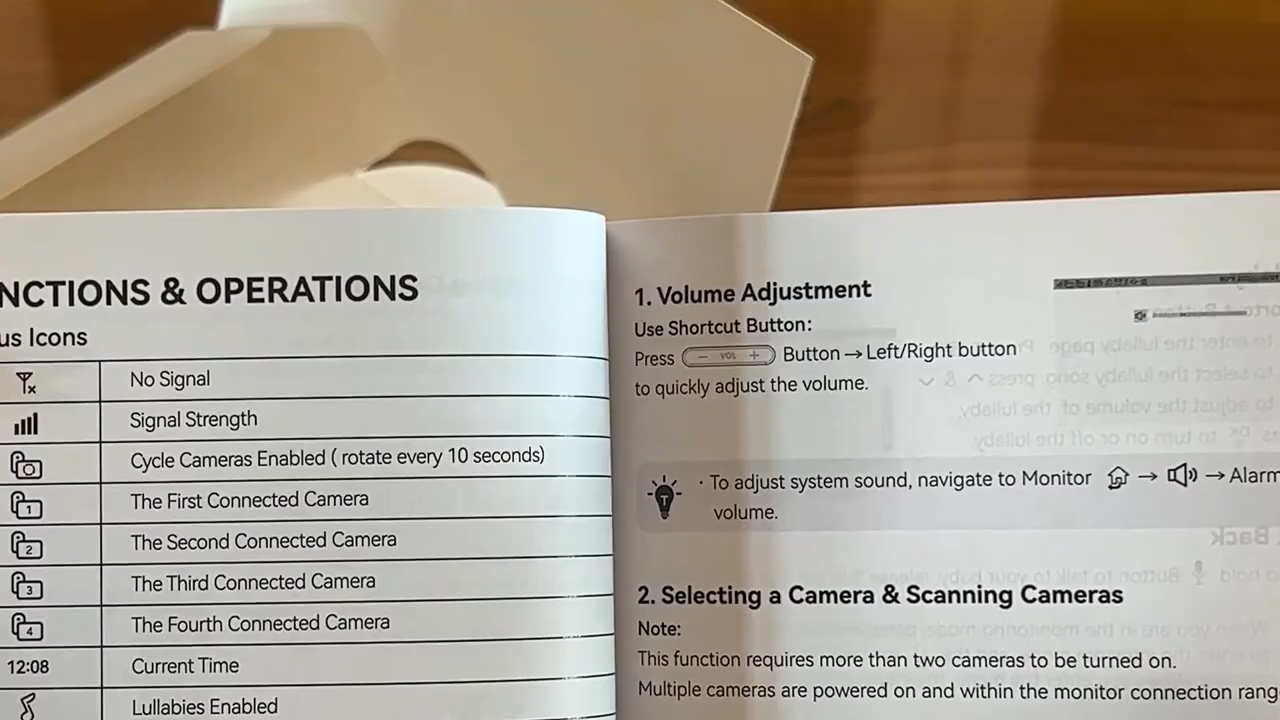 NCTIONS & OPERATIONS
us Icons
No Signal
Signal Strength
Cycle Cameras Enabled ( rotate every 10 seconds)
1 The First Connected Camera
2 The Second Connected Camera
3 The Third Connected Camera
4 The Fourth Connected Camera
12:08 Current Time
Lullabies Enabled
1. Volume Adjustment
Use Shortcut Button:
Press − VOL + Button → Left/Right button
to quickly adjust the volume.
· To adjust system sound, navigate to Monitor → → Alarm
volume.
2. Selecting a Camera & Scanning Cameras
Note:
This function requires more than two cameras to be turned on.
Multiple cameras are powered on and within the monitor connection rang